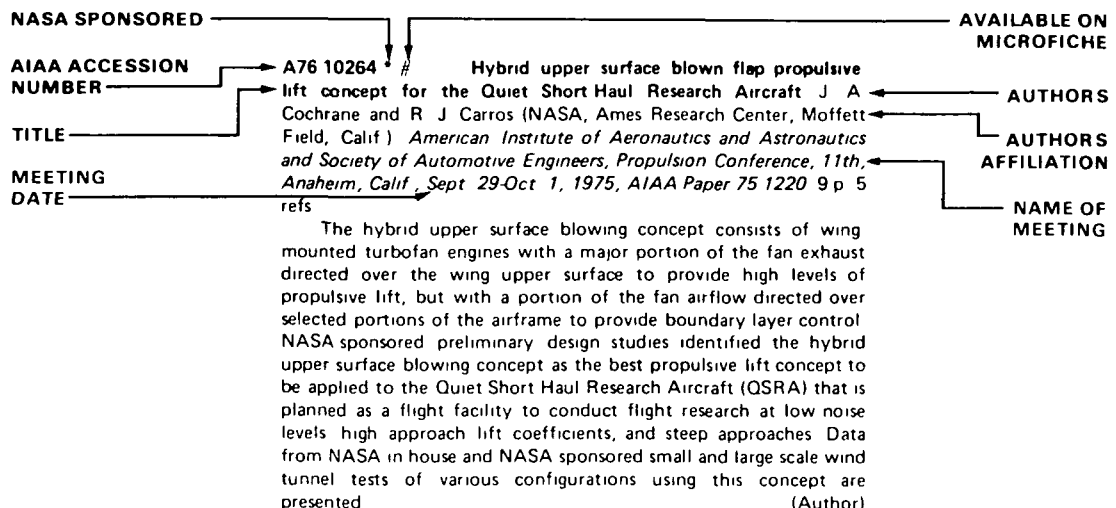 NASA SPONSORED
AVAILABLE ON
MICROFICHE
AIAA ACCESSION
NUMBER
A76 10264 * # Hybrid upper surface blown flap propulsive
lift concept for the Quiet Short Haul Research Aircraft J A
AUTHORS
TITLE
Cochrane and R J Carros (NASA, Ames Research Center, Moffett
Field, Calif ) American Institute of Aeronautics and Astronautics
AUTHORS
AFFILIATION
and Society of Automotive Engineers, Propulsion Conference, 11th,
MEETING
DATE
Anaheim, Calif , Sept 29-Oct 1, 1975, AIAA Paper 75 1220 9 p 5
refs
NAME OF
MEETING
The hybrid upper surface blowing concept consists of wing
mounted turbofan engines with a major portion of the fan exhaust
directed over the wing upper surface to provide high levels of
propulsive lift, but with a portion of the fan airflow directed over
selected portions of the airframe to provide boundary layer control
NASA sponsored preliminary design studies identified the hybrid
upper surface blowing concept as the best propulsive lift concept to
be applied to the Quiet Short Haul Research Aircraft (QSRA) that is
planned as a flight facility to conduct flight research at low noise
levels high approach lift coefficients, and steep approaches Data
from NASA in house and NASA sponsored small and large scale wind
tunnel tests of various configurations using this concept are
presented (Author)